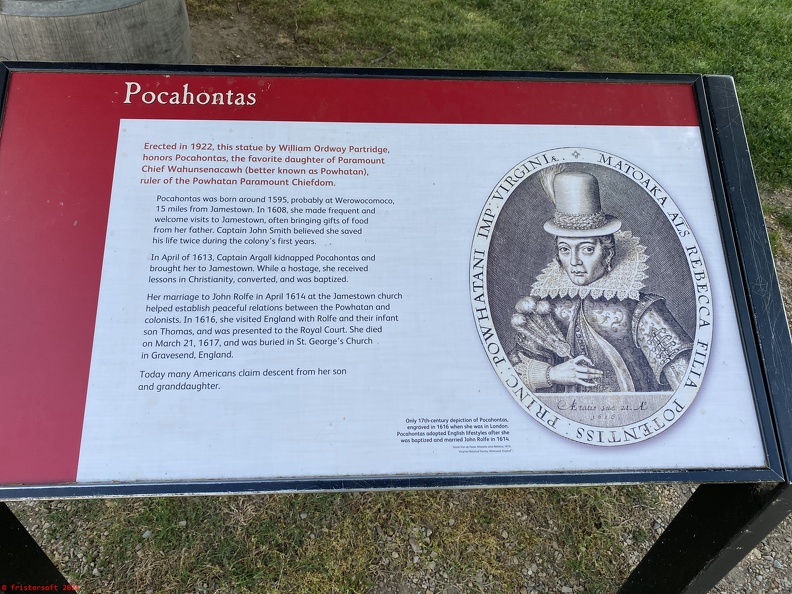 Pocahontas
Erected in 1922, this statue by William Ordway Partridge,
honors Pocahontas, the favorite daughter of Paramount
Chief Wahunsenacawh (better known as Powhatan),
ruler of the Powhatan Paramount Chiefdom.
Pocahontas was born around 1595, probably at Werowocomoco,
15 miles from Jamestown. In 1608, she made frequent and
welcome visits to Jamestown, often bringing gifts of food
from her father. Captain John Smith believed she saved
his life twice during the colony's first years.
In April of 1613, Captain Argall kidnapped Pocahontas and
brought her to Jamestown. While a hostage, she received
lessons in Christianity, converted, and was baptized.
Her marriage to John Rolfe in April 1614 at the Jamestown church
helped establish peaceful relations between the Powhatan and
colonists. In 1616, she visited England with Rolfe and their infant
son Thomas, and was presented to the Royal Court. She died
on March 21, 1617, and was buried in St. George's Church
in Gravesend, England.
Today many Americans claim descent from her son
and granddaughter.
MATOAKA ALS REBECCA FILIA POTENTISS: PRINC: POWHATANI IMP: VIRGINIÆ
Ætatis suæ 21. A.
1616
Only 17th-century depiction of Pocahontas,
engraved in 1616 when she was in London.
Pocahontas adopted English lifestyles after she
was baptized and married John Rolfe in 1614.
© fristersoft